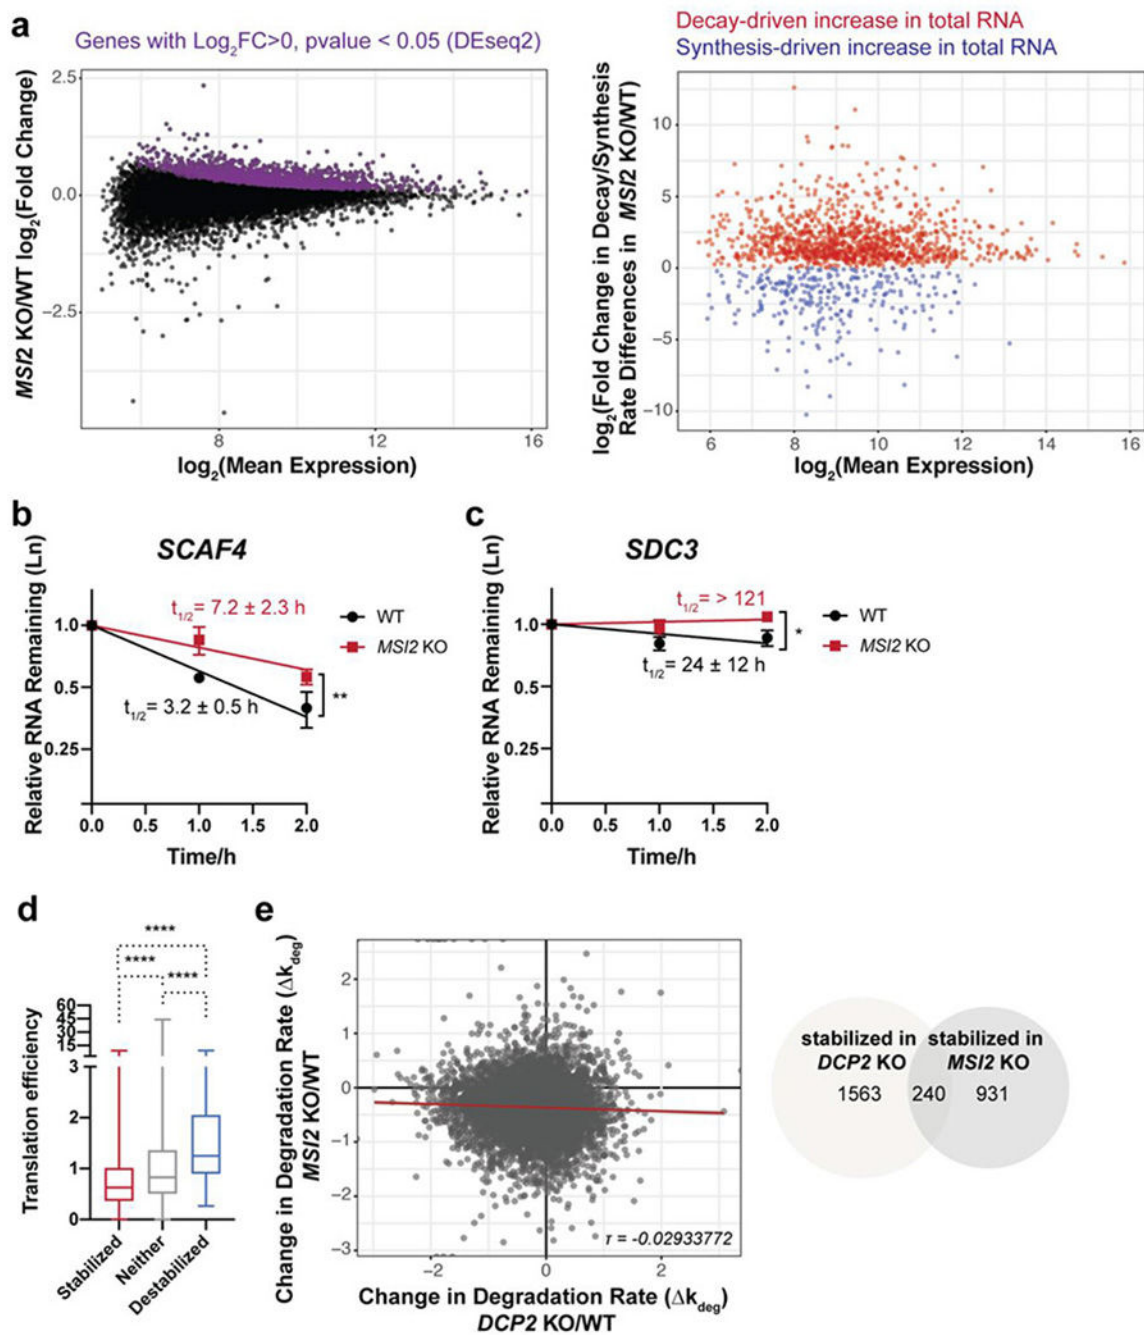 a
Genes with Log2FC>0, pvalue < 0.05 (DEseq2)
MSI2 KO/WT log2(Fold Change)
2.5
0.0
−2.5
8
12
16
log2(Mean Expression)
Decay-driven increase in total RNA
Synthesis-driven increase in total RNA
log2(Fold Change in Decay/Synthesis
Rate Differences in MSI2 KO/WT)
10
5
0
−5
−10
6 8 10 12 14 16
log2(Mean Expression)
b
SCAF4
Relative RNA Remaining (Ln)
1.0
0.5
0.25
t1/2= 7.2 ± 2.3 h
t1/2= 3.2 ± 0.5 h
**
WT
MSI2 KO
0.0 0.5 1.0 1.5 2.0
Time/h
c
SDC3
Relative RNA Remaining (Ln)
1.0
0.5
0.25
t1/2= > 121
t1/2= 24 ± 12 h
*
WT
MSI2 KO
0.0 0.5 1.0 1.5 2.0
Time/h
d
Translation efficiency
****
****
****
60
45
30
15
3
2
1
0
Stabilized
Neither
Destabilized
e
Change in Degradation Rate (Δkdeg)
MSI2 KO/WT
2
1
0
−1
−2
−3
τ = -0.02933772
−2 0 2
Change in Degradation Rate (Δkdeg)
DCP2 KO/WT
stabilized in
DCP2 KO
1563
240
stabilized in
MSI2 KO
931